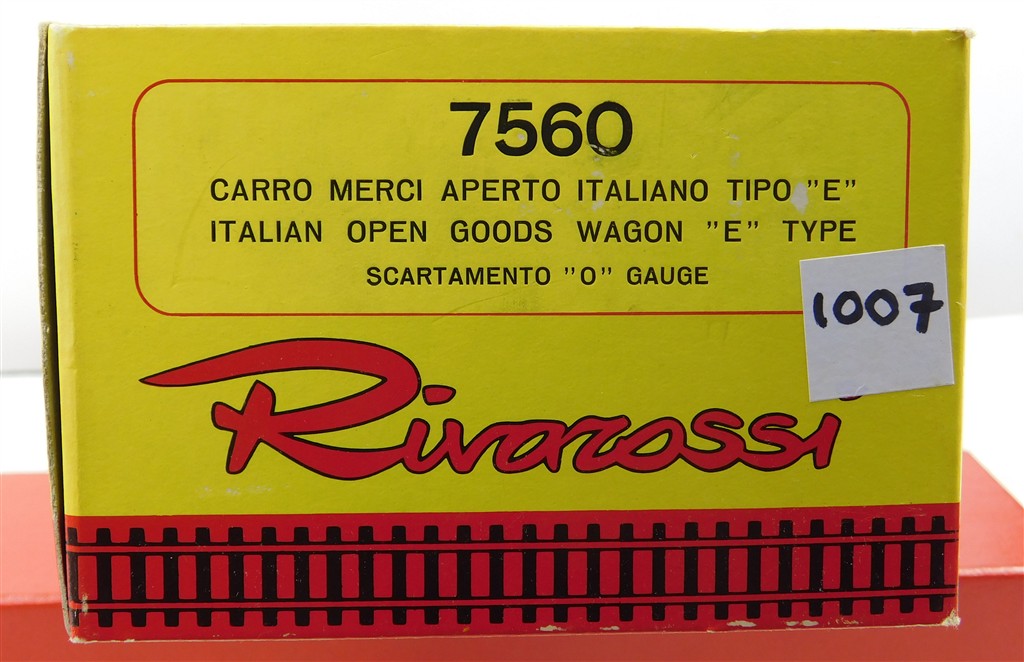 7560
CARRO MERCI APERTO ITALIANO TIPO "E"
ITALIAN OPEN GOODS WAGON "E" TYPE
SCARTAMENTO "O" GAUGE
1007
Rivarossi